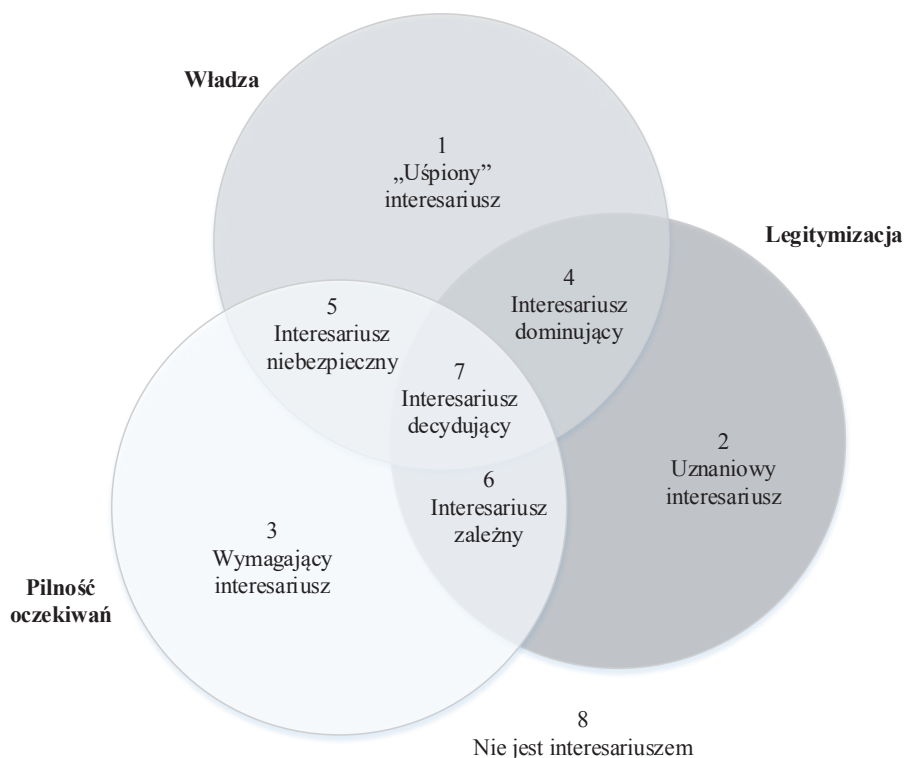 Władza
1
„Uśpiony”
interesariusz
Legitymizacja
4
Interesariusz
dominujący
5
Interesariusz
niebezpieczny
7
Interesariusz
decydujący
2
Uznaniowy
interesariusz
6
Interesariusz
zależny
3
Wymagający
interesariusz
Pilność
oczekiwań
8
Nie jest interesariuszem